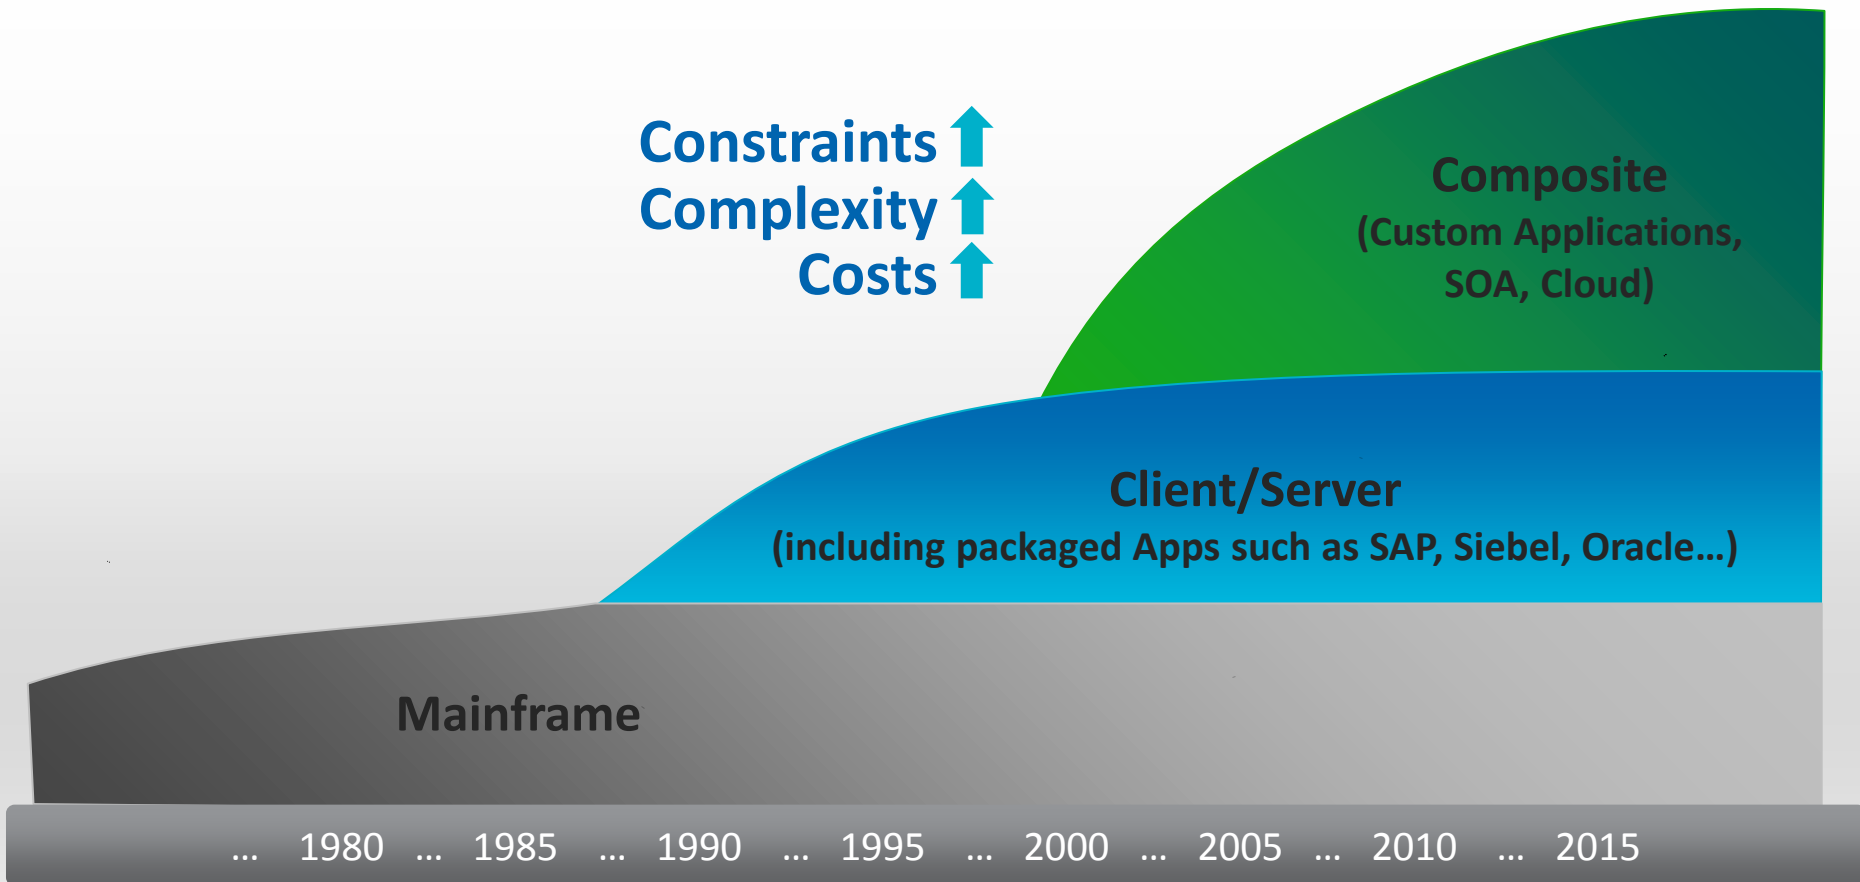 Constraints
Complexity
Costs
Composite
(Custom Applications,
SOA, Cloud)
Client/Server
(including packaged Apps such as SAP, Siebel, Oracle…)
Mainframe
… 1980 … 1985 … 1990 … 1995 … 2000 … 2005 … 2010 … 2015